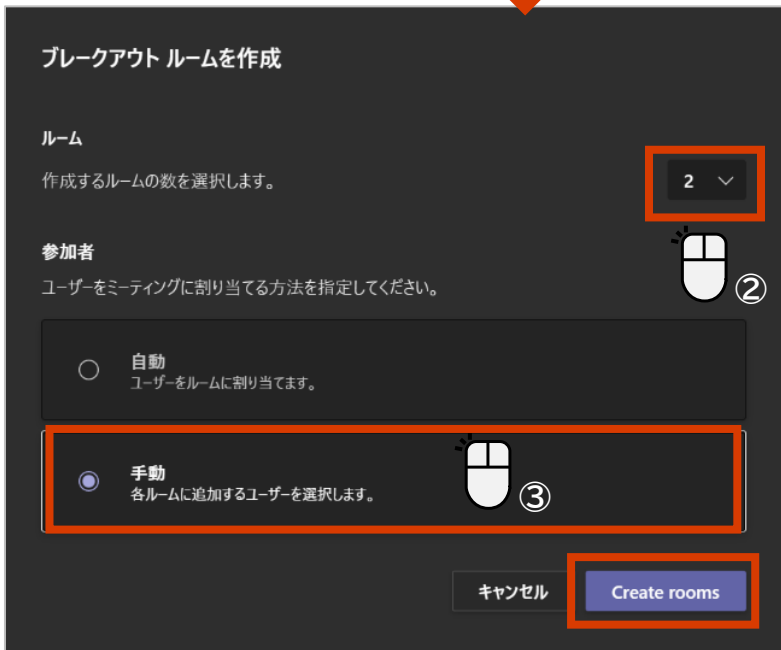 ブレークアウト ルームを作成
ルーム
作成するルームの数を選択します。
2
②
参加者
ユーザーをミーティングに割り当てる方法を指定してください。
自動
ユーザーをルームに割り当てます。
手動
各ルームに追加するユーザーを選択します。
③
キャンセル
Create rooms